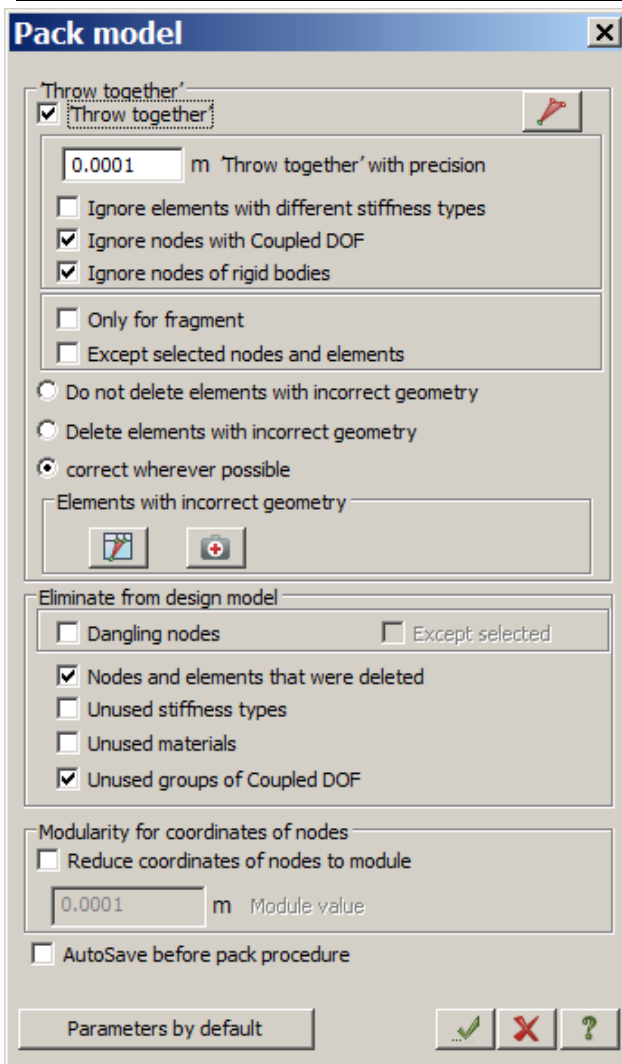 Pack model
'Throw together'
'Throw together'
0.0001 m 'Throw together' with precision
Ignore elements with different stiffness types
Ignore nodes with Coupled DOF
Ignore nodes of rigid bodies
Only for fragment
Except selected nodes and elements
Do not delete elements with incorrect geometry
Delete elements with incorrect geometry
correct wherever possible
Elements with incorrect geometry
Eliminate from design model
Dangling nodes Except selected
Nodes and elements that were deleted
Unused stiffness types
Unused materials
Unused groups of Coupled DOF
Modularity for coordinates of nodes
Reduce coordinates of nodes to module
0.0001 m Module value
AutoSave before pack procedure
Parameters by default ?